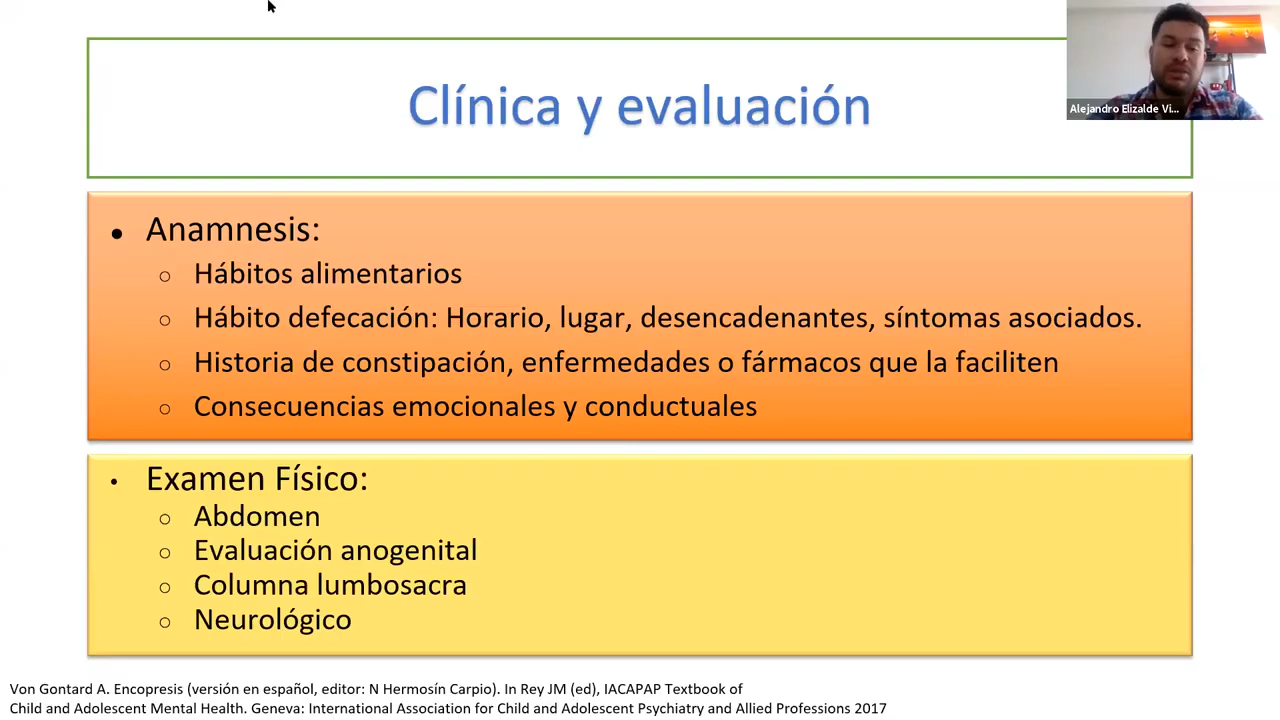 Clínica y evaluación
Alejandro Elizalde Vi...
● Anamnesis:
○ Hábitos alimentarios
○ Hábito defecación: Horario, lugar, desencadenantes, síntomas asociados.
○ Historia de constipación, enfermedades o fármacos que la faciliten
○ Consecuencias emocionales y conductuales
• Examen Físico:
○ Abdomen
○ Evaluación anogenital
○ Columna lumbosacra
○ Neurológico
Von Gontard A. Encopresis (versión en español, editor: N Hermosín Carpio). In Rey JM (ed), IACAPAP Textbook of
Child and Adolescent Mental Health. Geneva: International Association for Child and Adolescent Psychiatry and Allied Professions 2017